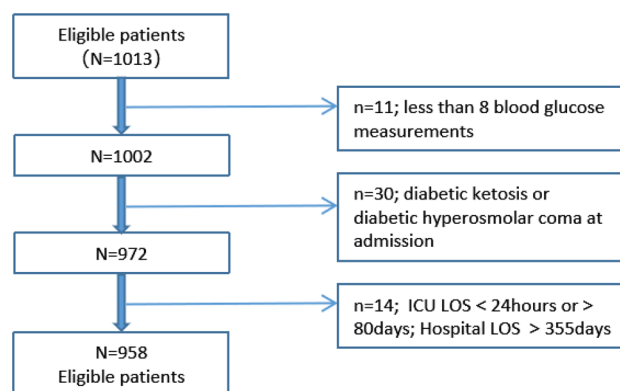 Eligible patients
(N=1013)
n=11; less than 8 blood glucose
measurements
N=1002
n=30; diabetic ketosis or
diabetic hyperosmolar coma at
admission
N=972
n=14;  ICU LOS < 24hours or >
80days; Hospital LOS > 355days
N=958
Eligible patients